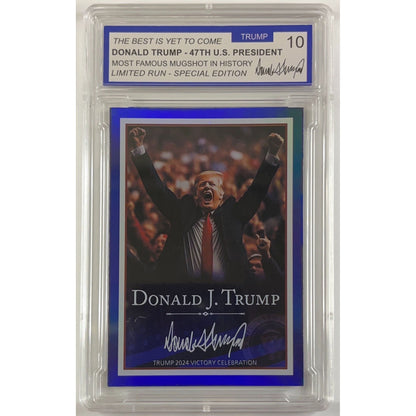 THE BEST IS YET TO COME
TRUMP
10
DONALD TRUMP - 47TH U.S. PRESIDENT
MOST FAMOUS MUGSHOT IN HISTORY
LIMITED RUN - SPECIAL EDITION
DONALD J. TRUMP
TRUMP 2024 VICTORY CELEBRATION